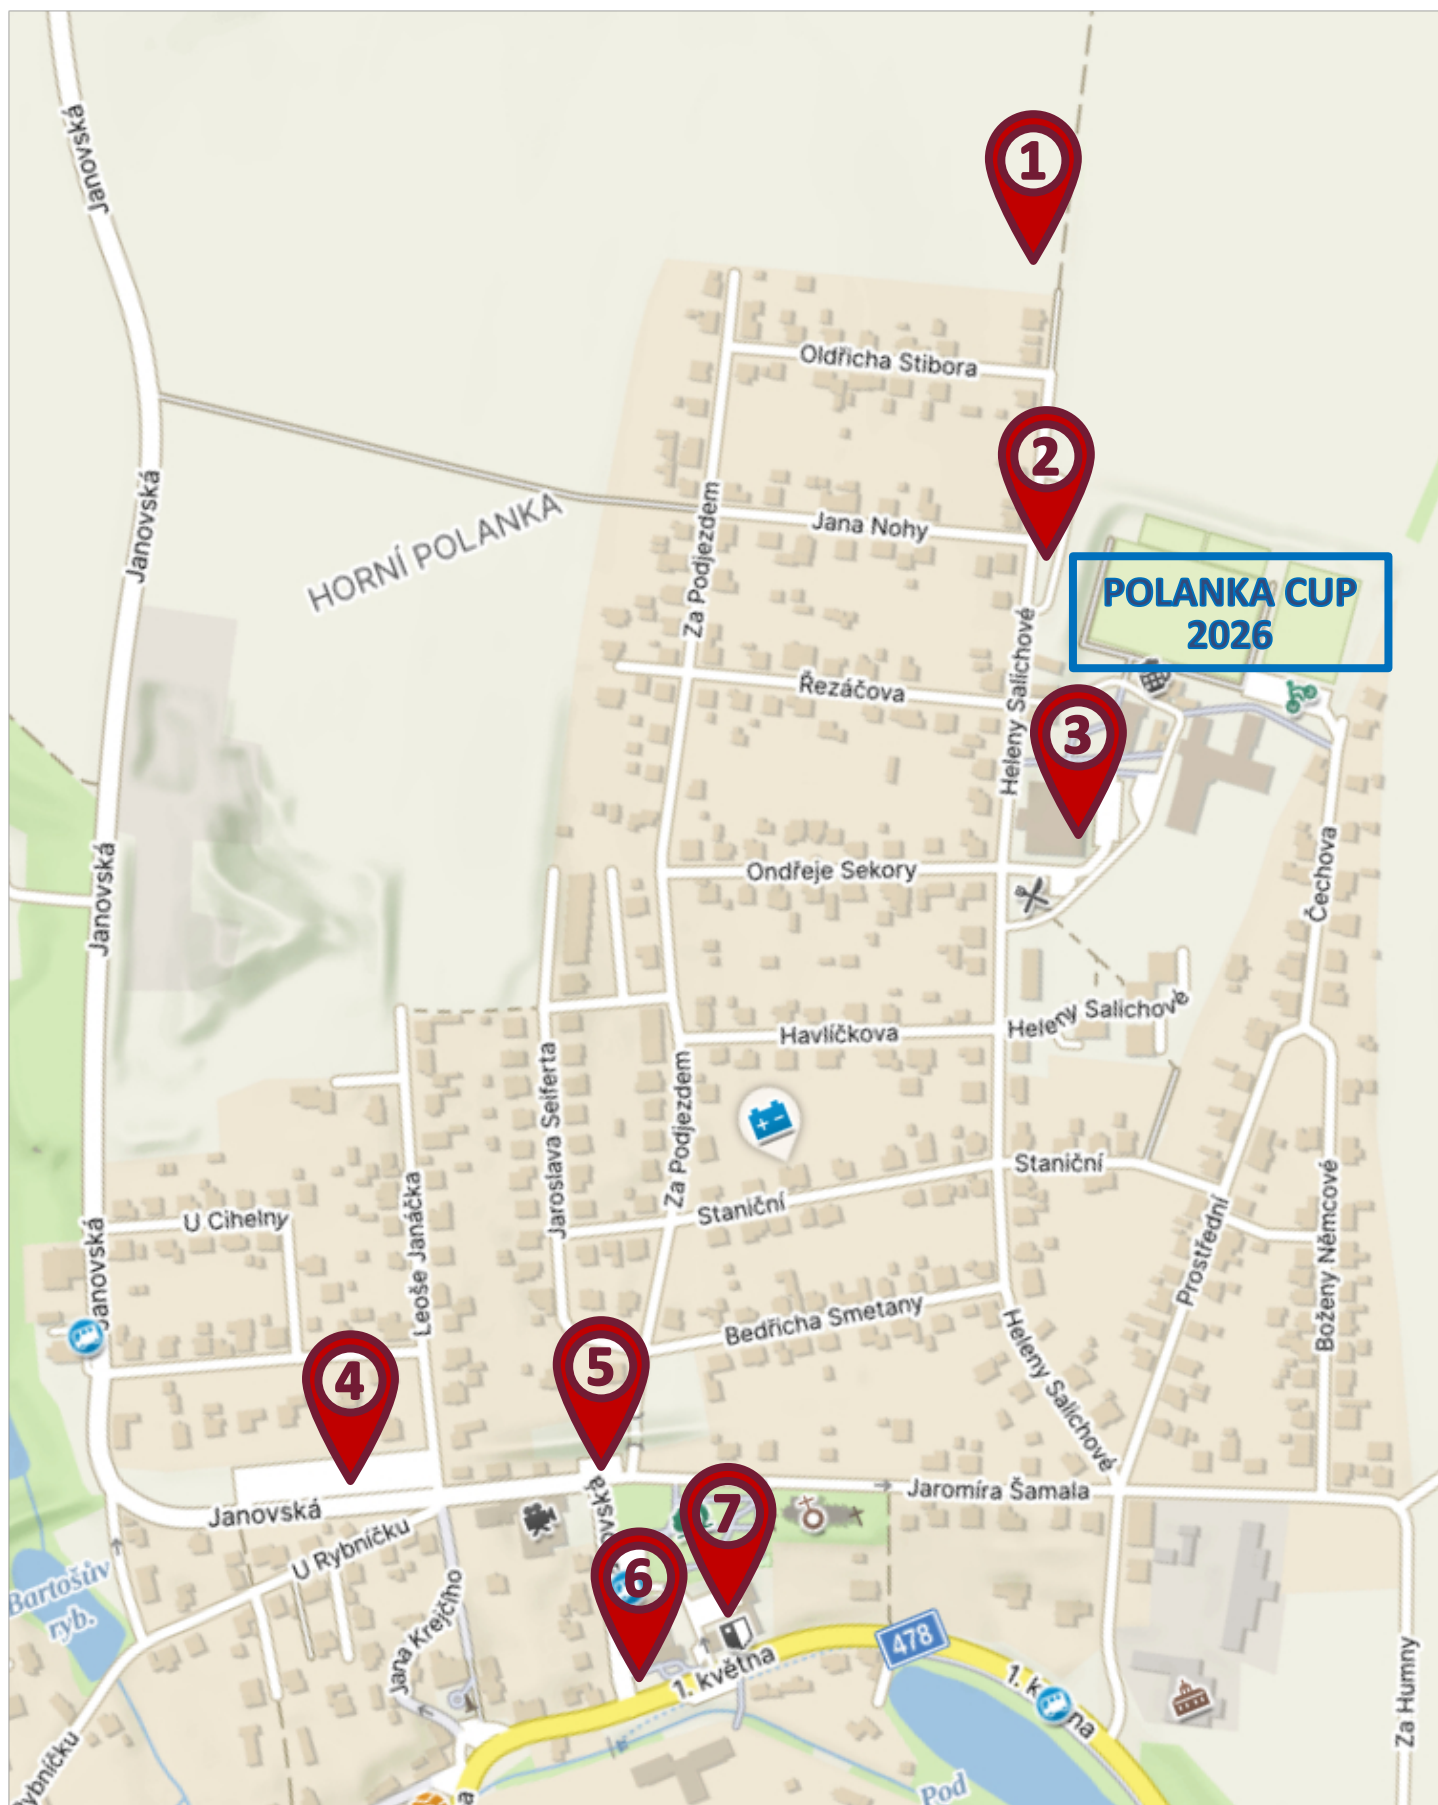 Janovská
1
Oldřicha Stibora
2
Janovská
HORNÍ POLANKA
Za Podjezdem
Jana Nohy
POLANKA CUP
2026
Heleny Salichové
Řezáčova
3
Janovská
Ondřeje Sekory
Čechova
Heleny Salichové
Havlíčkova
Jaroslava Seiferta
Za Podjezdem
+ -
Staniční
Staniční
U Cihelny
Janovská
Leoše Janáčka
Prostřední
Boženy Němcové
Bedřicha Smetany
Heleny Salichové
4
5
Janovská
Jaromíra Šamala
7
U Rybníčku
6
Bartošův
ryb.
Jana Krejčího
478
1. května
Za Humny
Pod